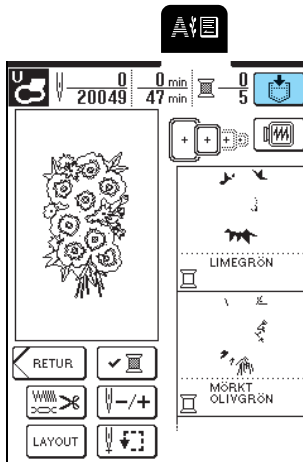 A
U
0 0 min 0
20049 47 min 5
LIMEGRÖN
MÖRKT
OLIVGRÖN
RETUR
-/+
LAYOUT